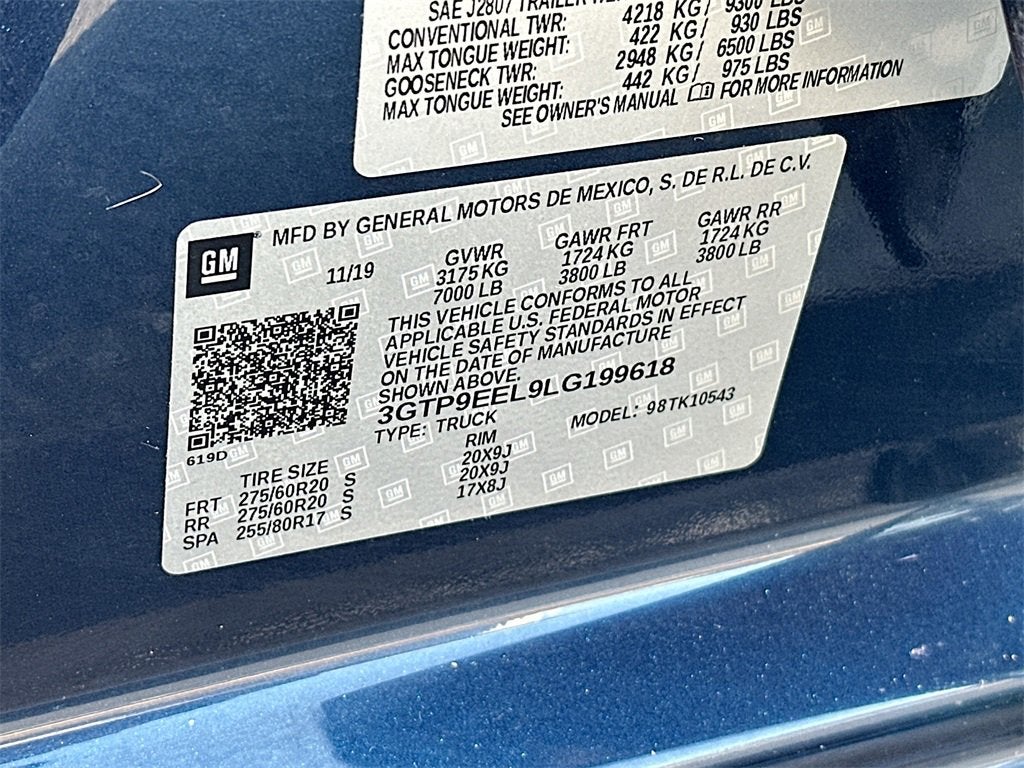 SAE J2807 TRAILER
CONVENTIONAL TWR: 4218 KG/ 9300 LBS
MAX TONGUE WEIGHT: 422 KG/ 930 LBS
GOOSENECK TWR: 2948 KG/ 6500 LBS
MAX TONGUE WEIGHT: 442 KG/ 975 LBS
SEE OWNER'S MANUAL FOR MORE INFORMATION
GM ® MFD BY GENERAL MOTORS DE MEXICO, S. DE R.L. DE C.V.
11/19 GVWR GAWR FRT GAWR RR
3175 KG 1724 KG 1724 KG
7000 LB 3800 LB 3800 LB
THIS VEHICLE CONFORMS TO ALL
APPLICABLE U.S. FEDERAL MOTOR
VEHICLE SAFETY STANDARDS IN EFFECT
ON THE DATE OF MANUFACTURE
SHOWN ABOVE.
3GTP9EEL9LG199618
TYPE: TRUCK MODEL: 98TK10543
619D
TIRE SIZE RIM
FRT 275/60R20 S 20X9J
RR 275/60R20 S 20X9J
SPA 255/80R17 S 17X8J